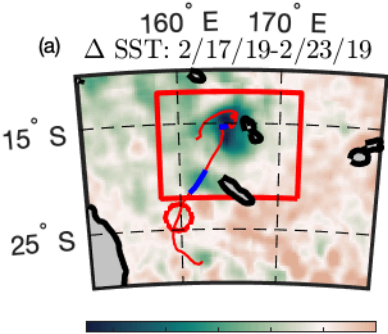 160° E 170° E
(a) Δ SST: 2/17/19-2/23/19
15° S
25° S